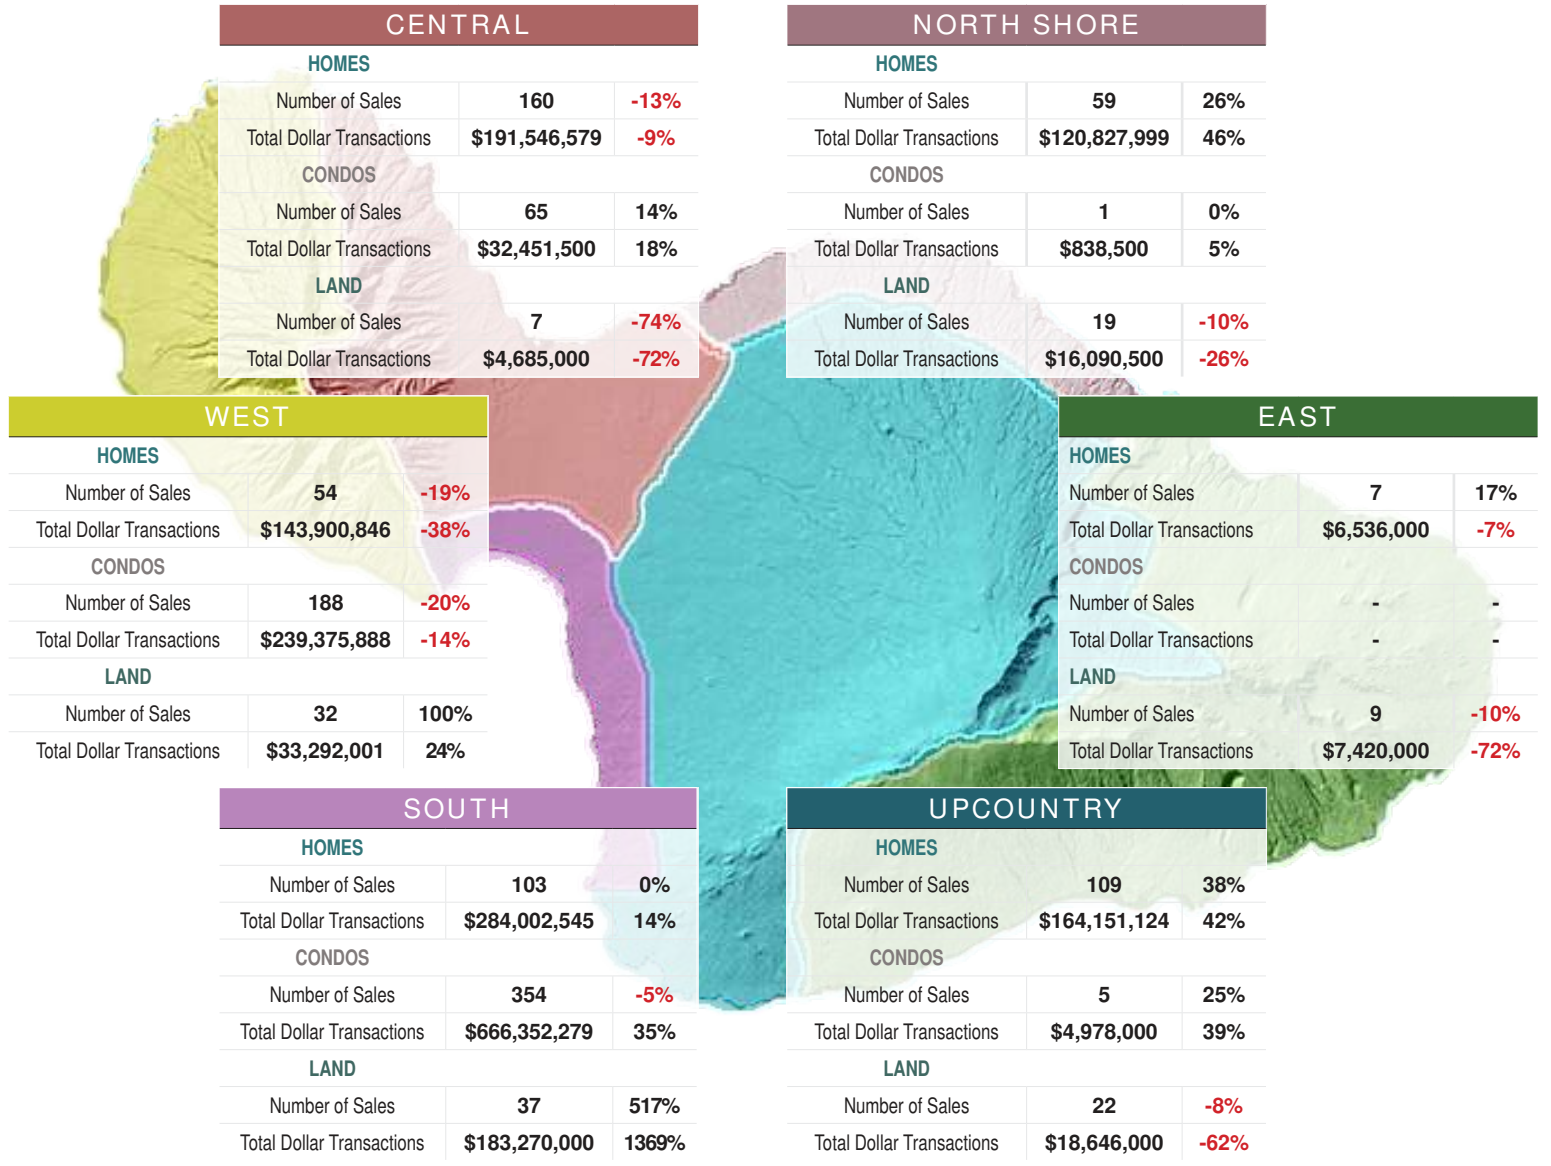 CENTRAL
HOMES
Number of Sales 160 -13%
Total Dollar Transactions $191,546,579 -9%
CONDOS
Number of Sales 65 14%
Total Dollar Transactions $32,451,500 18%
LAND
Number of Sales 7 -74%
Total Dollar Transactions $4,685,000 -72%
NORTH SHORE
HOMES
Number of Sales 59 26%
Total Dollar Transactions $120,827,999 46%
CONDOS
Number of Sales 1 0%
Total Dollar Transactions $838,500 5%
LAND
Number of Sales 19 -10%
Total Dollar Transactions $16,090,500 -26%
WEST
HOMES
Number of Sales 54 -19%
Total Dollar Transactions $143,900,846 -38%
CONDOS
Number of Sales 188 -20%
Total Dollar Transactions $239,375,888 -14%
LAND
Number of Sales 32 100%
Total Dollar Transactions $33,292,001 24%
EAST
HOMES
Number of Sales 7 17%
Total Dollar Transactions $6,536,000 -7%
CONDOS
Number of Sales - -
Total Dollar Transactions - -
LAND
Number of Sales 9 -10%
Total Dollar Transactions $7,420,000 -72%
SOUTH
HOMES
Number of Sales 103 0%
Total Dollar Transactions $284,002,545 14%
CONDOS
Number of Sales 354 -5%
Total Dollar Transactions $666,352,279 35%
LAND
Number of Sales 37 517%
Total Dollar Transactions $183,270,000 1369%
UPCOUNTRY
HOMES
Number of Sales 109 38%
Total Dollar Transactions $164,151,124 42%
CONDOS
Number of Sales 5 25%
Total Dollar Transactions $4,978,000 39%
LAND
Number of Sales 22 -8%
Total Dollar Transactions $18,646,000 -62%